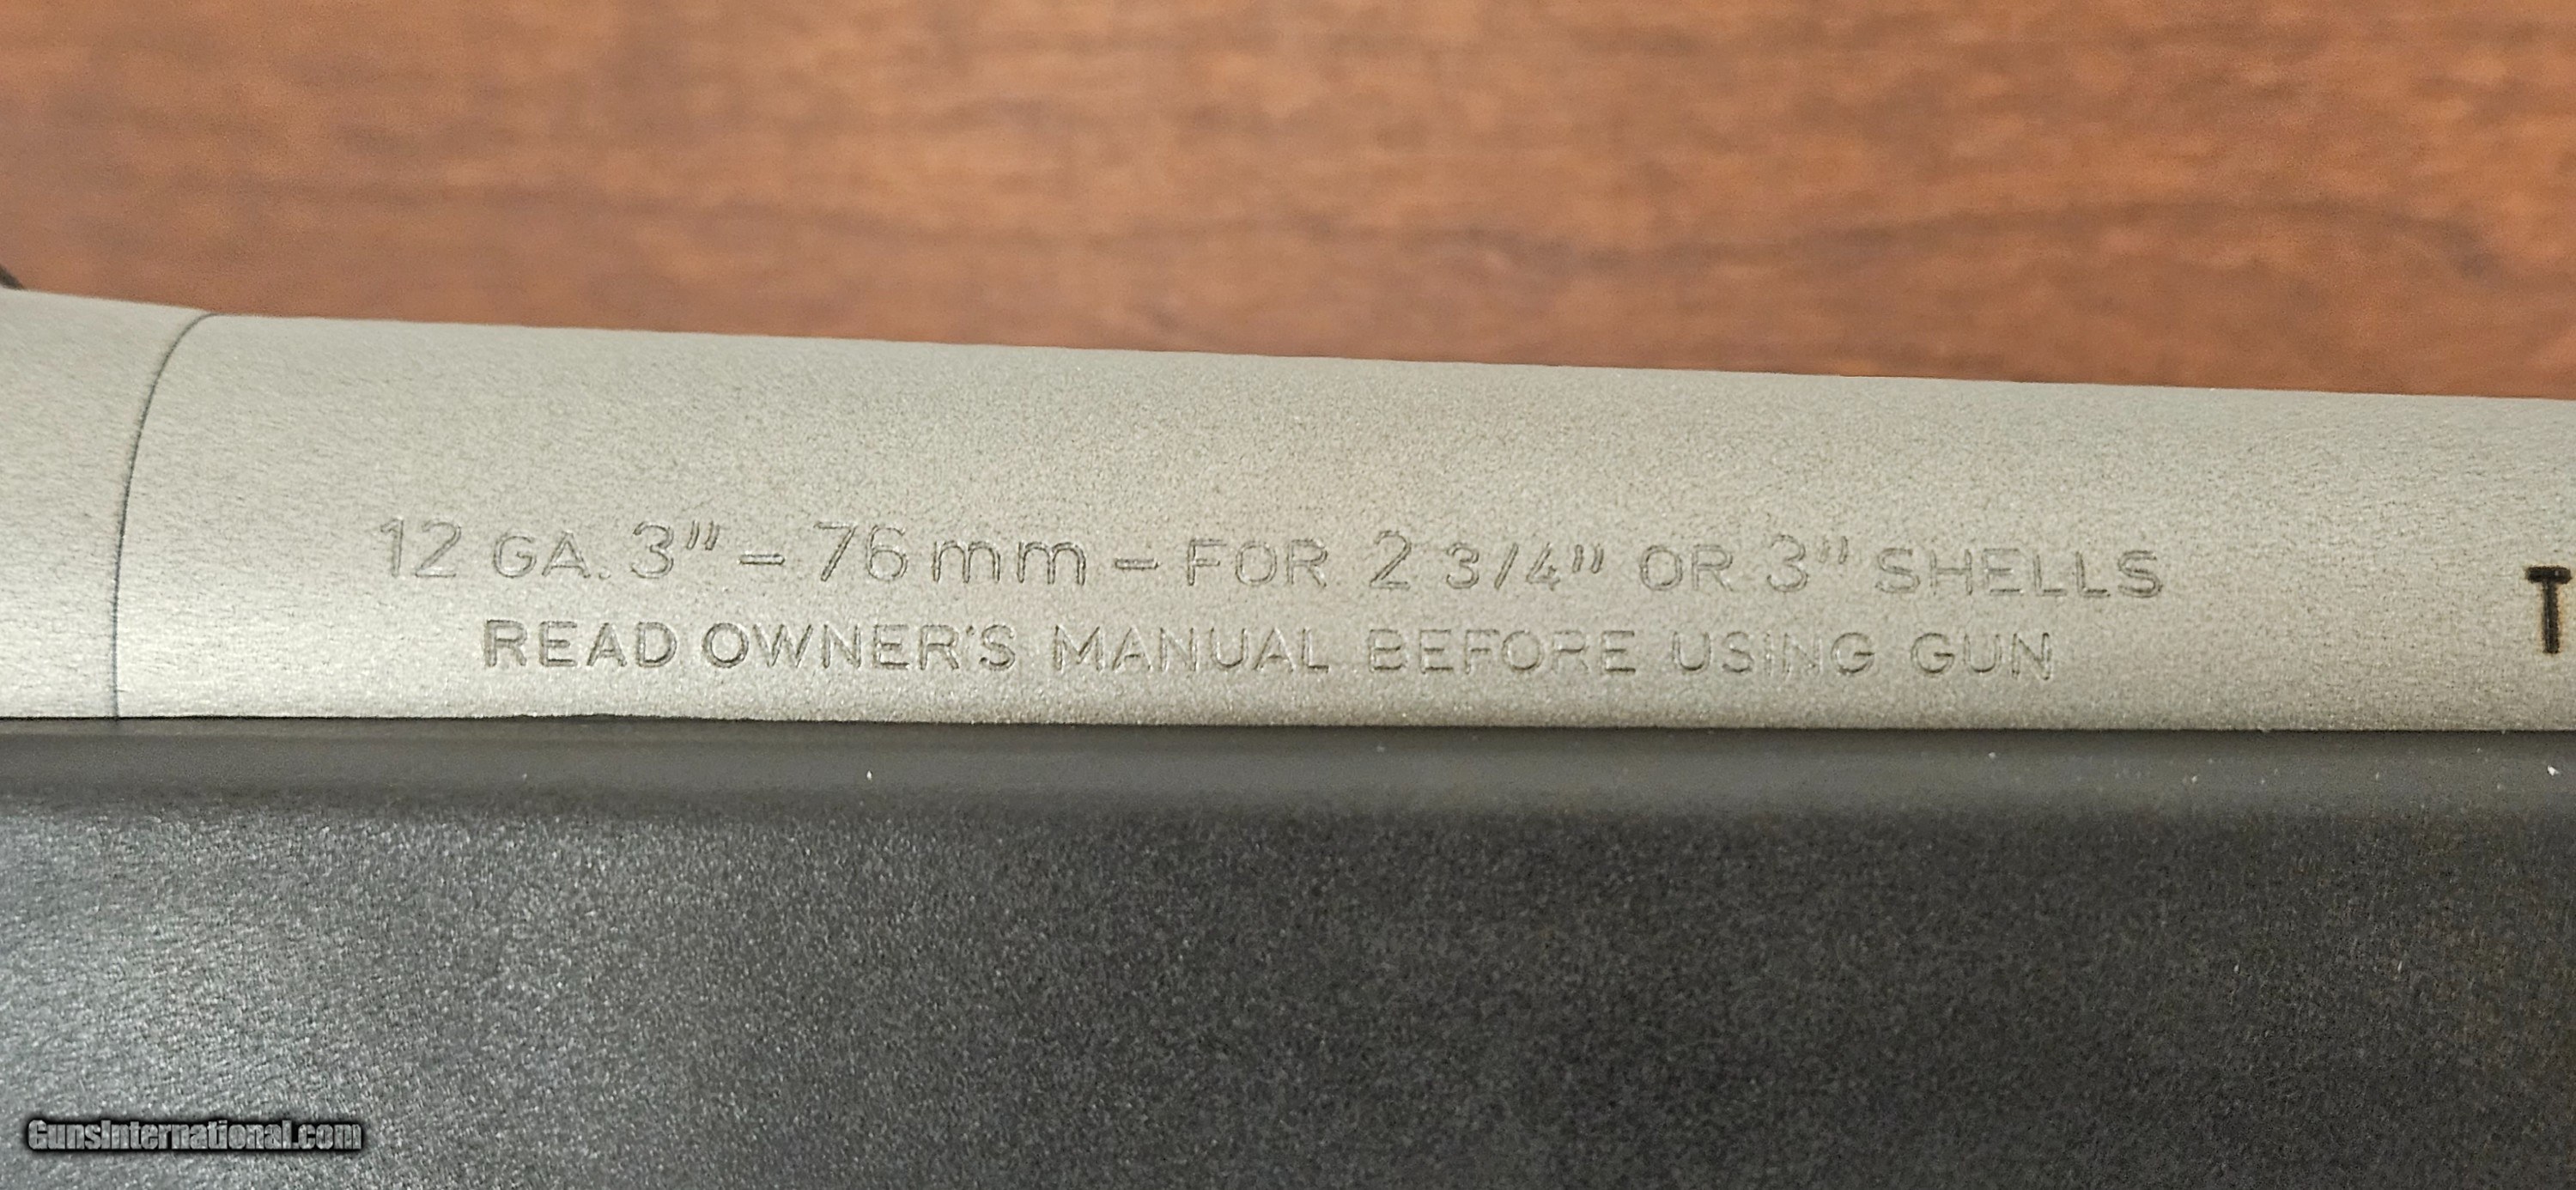 12 GA. 3" – 76 mm – FOR 2 3/4" OR 3" SHELLS
READ OWNER'S MANUAL BEFORE USING GUN
T
GunsInternational.com